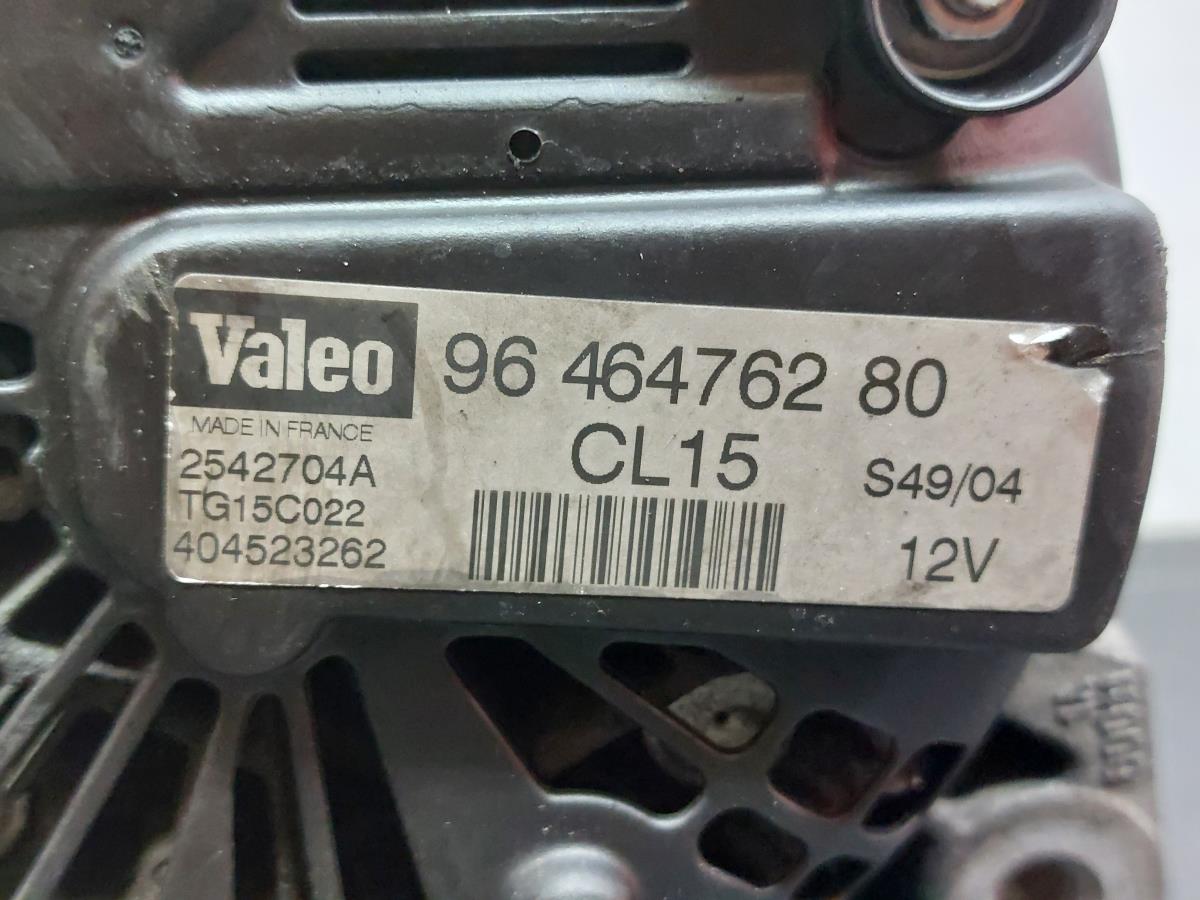 Valeo
96 464762 80
MADE IN FRANCE
CL15
2542704A
S49/04
TG15C022
404523262
12V